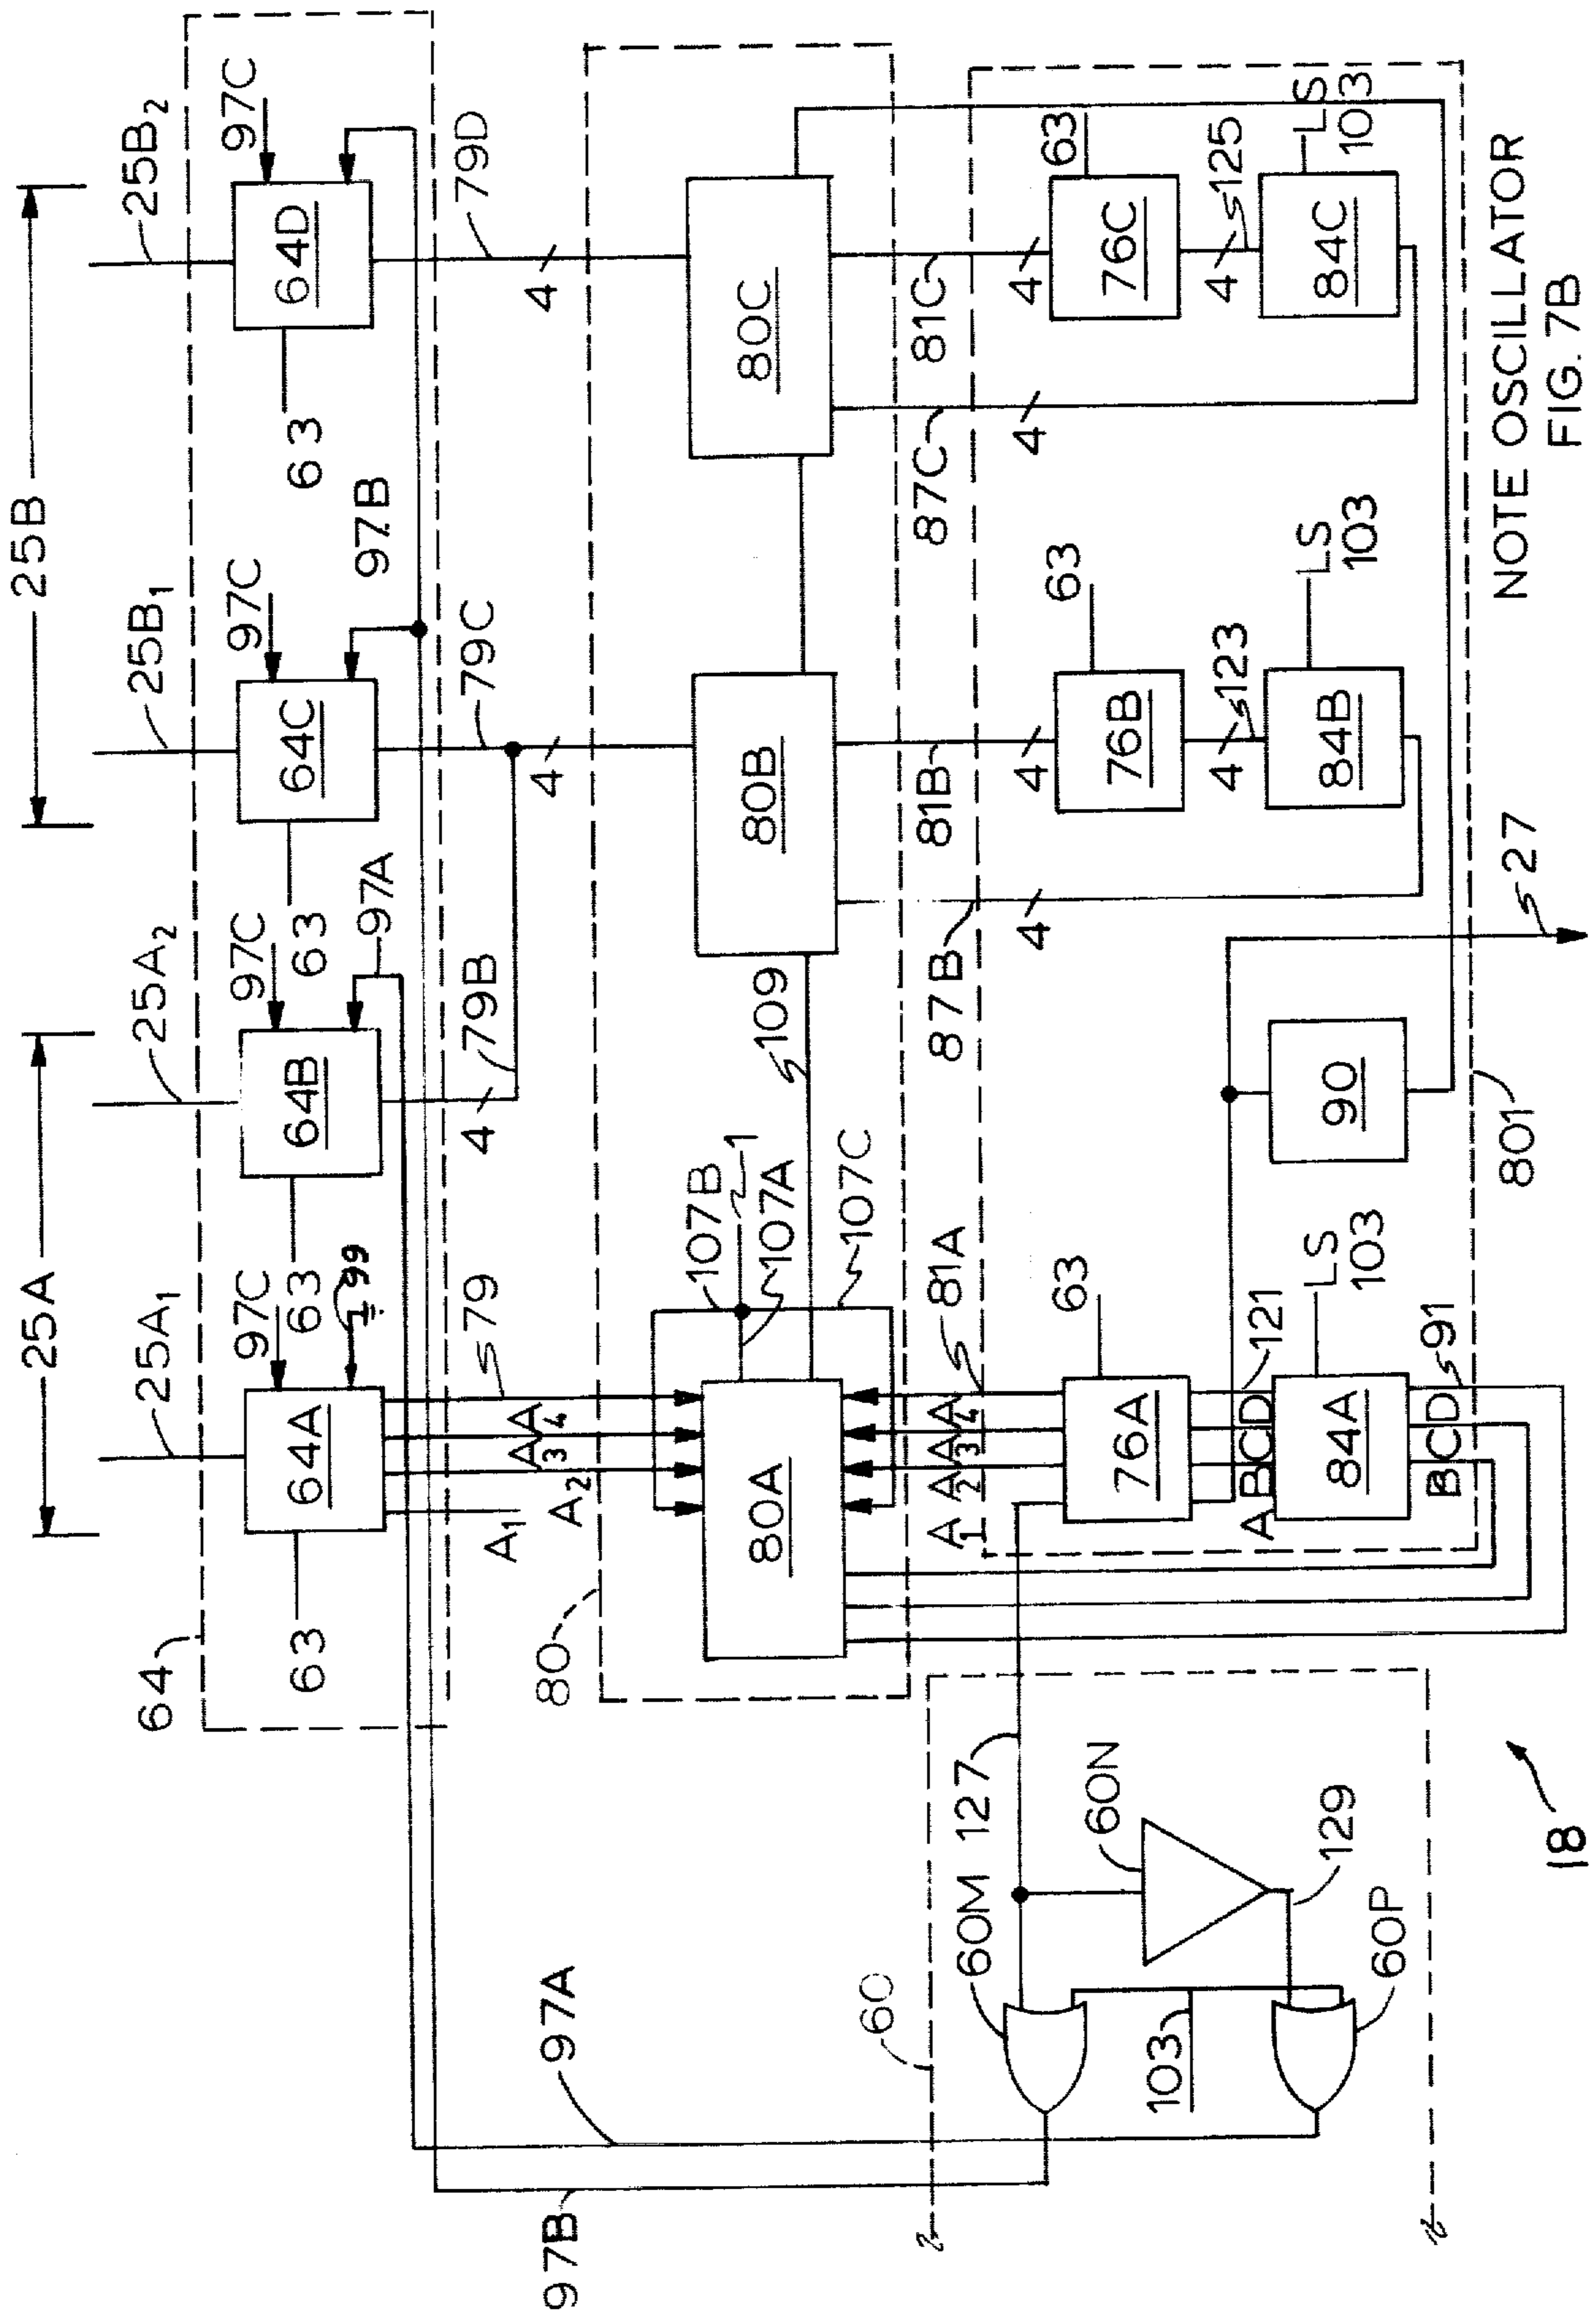 25A
25B
25A1
25A2
25B1
25B2
64
97C
97C
97C
97C
64A
64B
64C
64D
99
97A
97B
63
63
63
63
79
79B
79C
79D
A1
A2
A3
A4
4
4
4
80
107B
1
107A
107C
109
80A
80B
80C
A1
A2
A3
A4
81A
87B
81B
87C
81C
4
4
4
4
127
63
63
63
76A
76B
76C
A
B
C
D
121
4
123
4
125
84A
84B
84C
LS
103
LS
103
LS
103
B
C
D
91
90
27
801
97A
97B
60
60M
60N
129
103
60P
18
NOTE OSCILLATOR
FIG. 7B